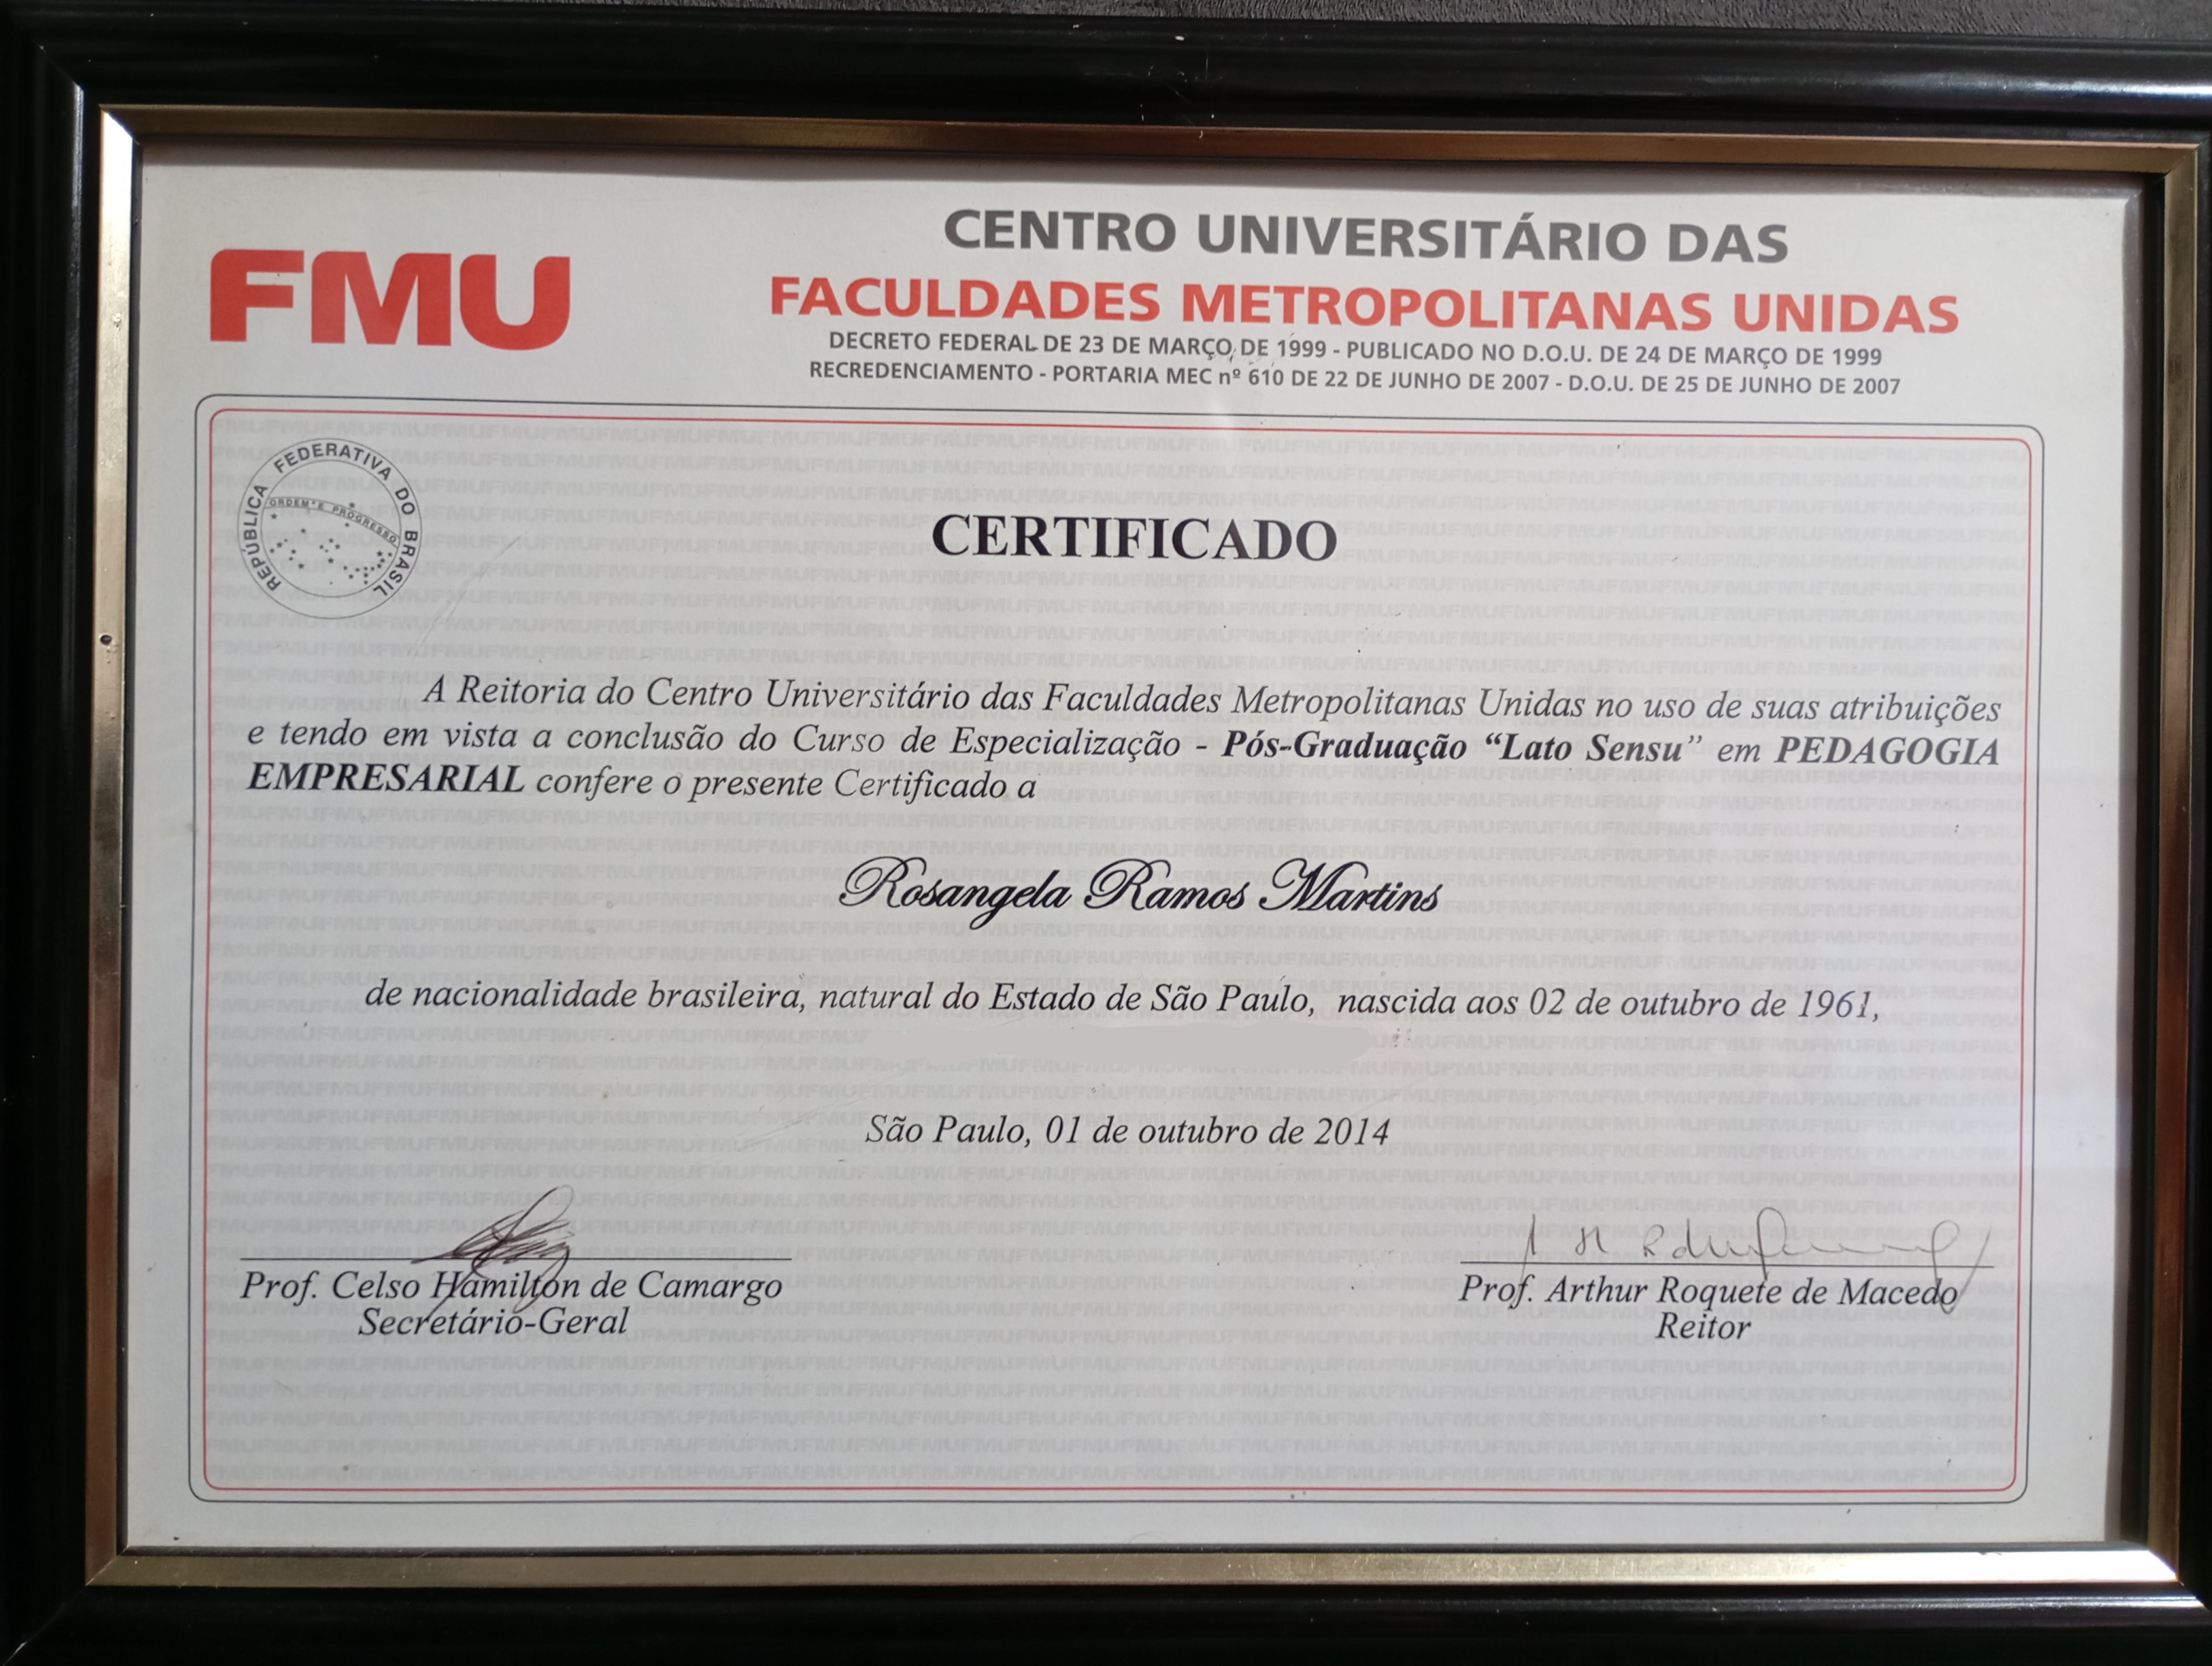 FMU
CENTRO UNIVERSITÁRIO DAS
FACULDADES METROPOLITANAS UNIDAS
DECRETO FEDERAL DE 23 DE MARÇO DE 1999 - PUBLICADO NO D.O.U. DE 24 DE MARÇO DE 1999
RECREDENCIAMENTO - PORTARIA MEC nº 610 DE 22 DE JUNHO DE 2007 - D.O.U. DE 25 DE JUNHO DE 2007
REPÚBLICA FEDERATIVA DO BRASIL
ORDEM E PROGRESSO
CERTIFICADO
A Reitoria do Centro Universitário das Faculdades Metropolitanas Unidas no uso de suas atribuições
e tendo em vista a conclusão do Curso de Especialização - Pós-Graduação “Lato Sensu” em PEDAGOGIA
EMPRESARIAL confere o presente Certificado a
Rosangela Ramos Martins
de nacionalidade brasileira, natural do Estado de São Paulo, nascida aos 02 de outubro de 1961,
São Paulo, 01 de outubro de 2014
Prof. Celso Hamilton de Camargo
Secretário-Geral
Prof. Arthur Roquete de Macedo
Reitor